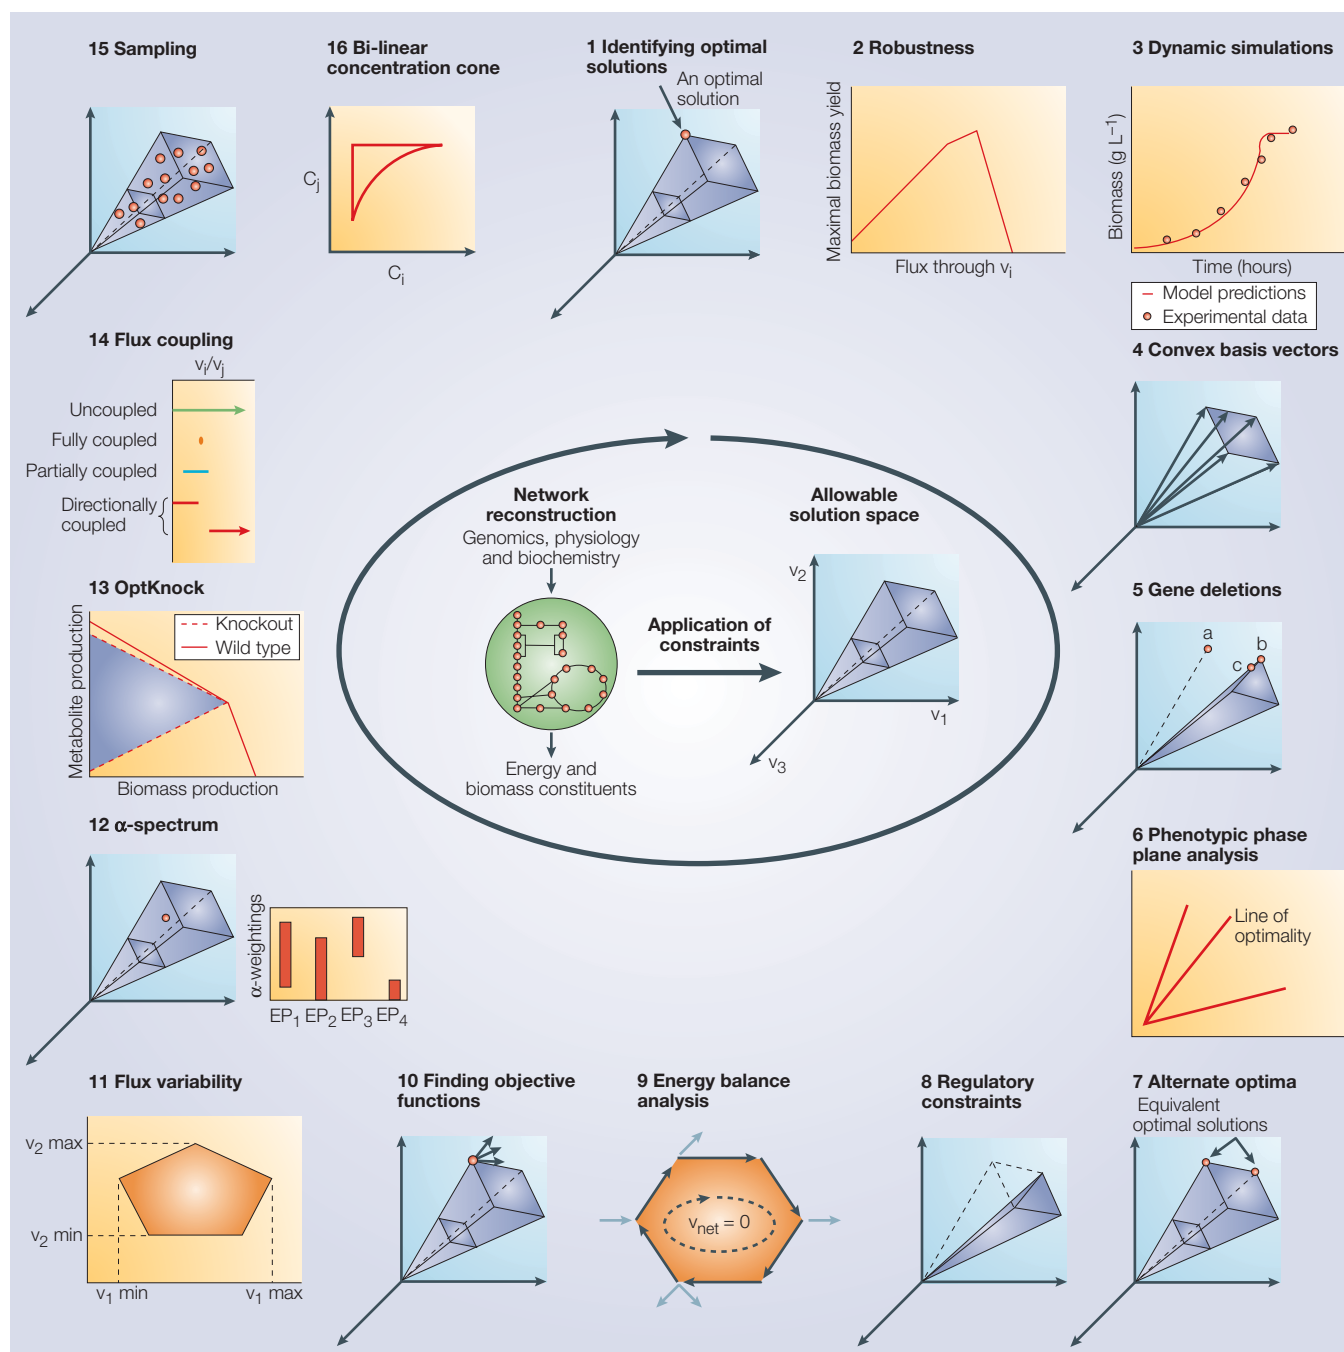 15 Sampling
16 Bi-linear
concentration cone
C_j
C_i
1 Identifying optimal
solutions
An optimal
solution
2 Robustness
Maximal biomass yield
Flux through v_i
3 Dynamic simulations
Biomass (g L⁻¹)
Time (hours)
Model predictions
Experimental data
14 Flux coupling
v_i/v_j
Uncoupled
Fully coupled
Partially coupled
Directionally
coupled
4 Convex basis vectors
Network
reconstruction
Genomics, physiology
and biochemistry
Energy and
biomass constituents
Application of
constraints
Allowable
solution space
v₂
v₁
v₃
13 OptKnock
Knockout
Wild type
Metabolite production
Biomass production
5 Gene deletions
a
b
c
12 α-spectrum
α-weightings
EP₁ EP₂ EP₃ EP₄
6 Phenotypic phase
plane analysis
Line of
optimality
11 Flux variability
v₂ max
v₂ min
v₁ min
v₁ max
10 Finding objective
functions
9 Energy balance
analysis
v_net = 0
8 Regulatory
constraints
7 Alternate optima
Equivalent
optimal solutions